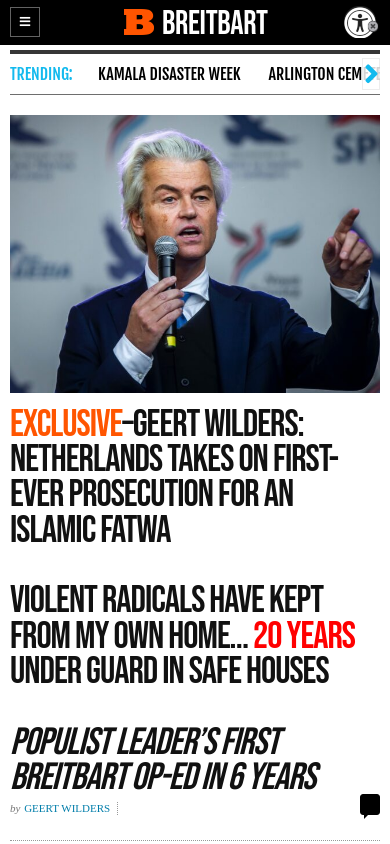 BREITBART
TRENDING: KAMALA DISASTER WEEK ARLINGTON CEM
SP
EXCLUSIVE–GEERT WILDERS:
NETHERLANDS TAKES ON FIRST-
EVER PROSECUTION FOR AN
ISLAMIC FATWA
VIOLENT RADICALS HAVE KEPT
FROM MY OWN HOME... 20 YEARS
UNDER GUARD IN SAFE HOUSES
POPULIST LEADER'S FIRST
BREITBART OP-ED IN 6 YEARS
by GEERT WILDERS